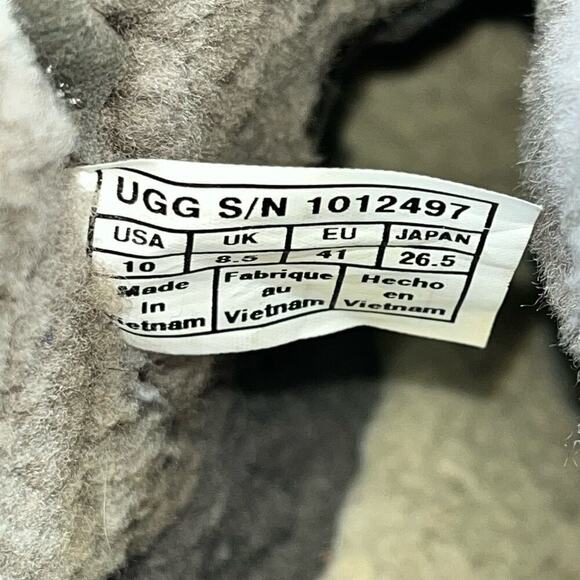 UGG S/N 1012497
USA UK EU JAPAN
10 8.5 41 26.5
Made Fabrique Hecho
In au en
Vietnam Vietnam Vietnam